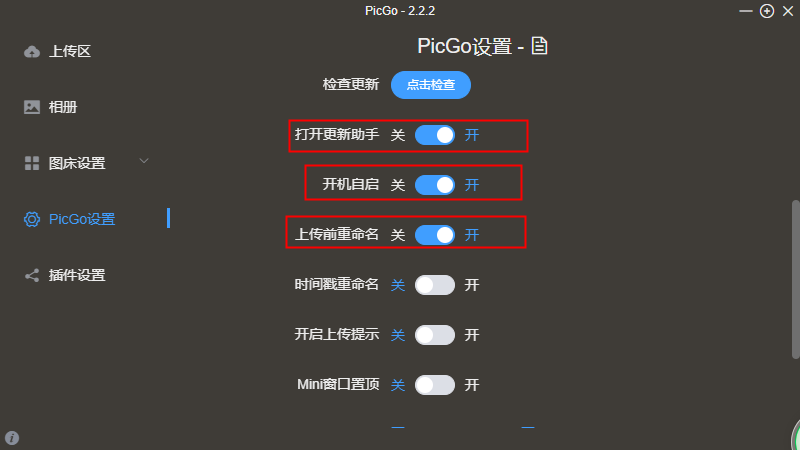 PicGo - 2.2.2
上传区
相册
图床设置
PicGo设置
插件设置
PicGo设置 -
检查更新 点击检查
打开更新助手 关 开
开机自启 关 开
上传前重命名 关 开
时间戳重命名 关 开
开启上传提示 关 开
Mini窗口置顶 关 开